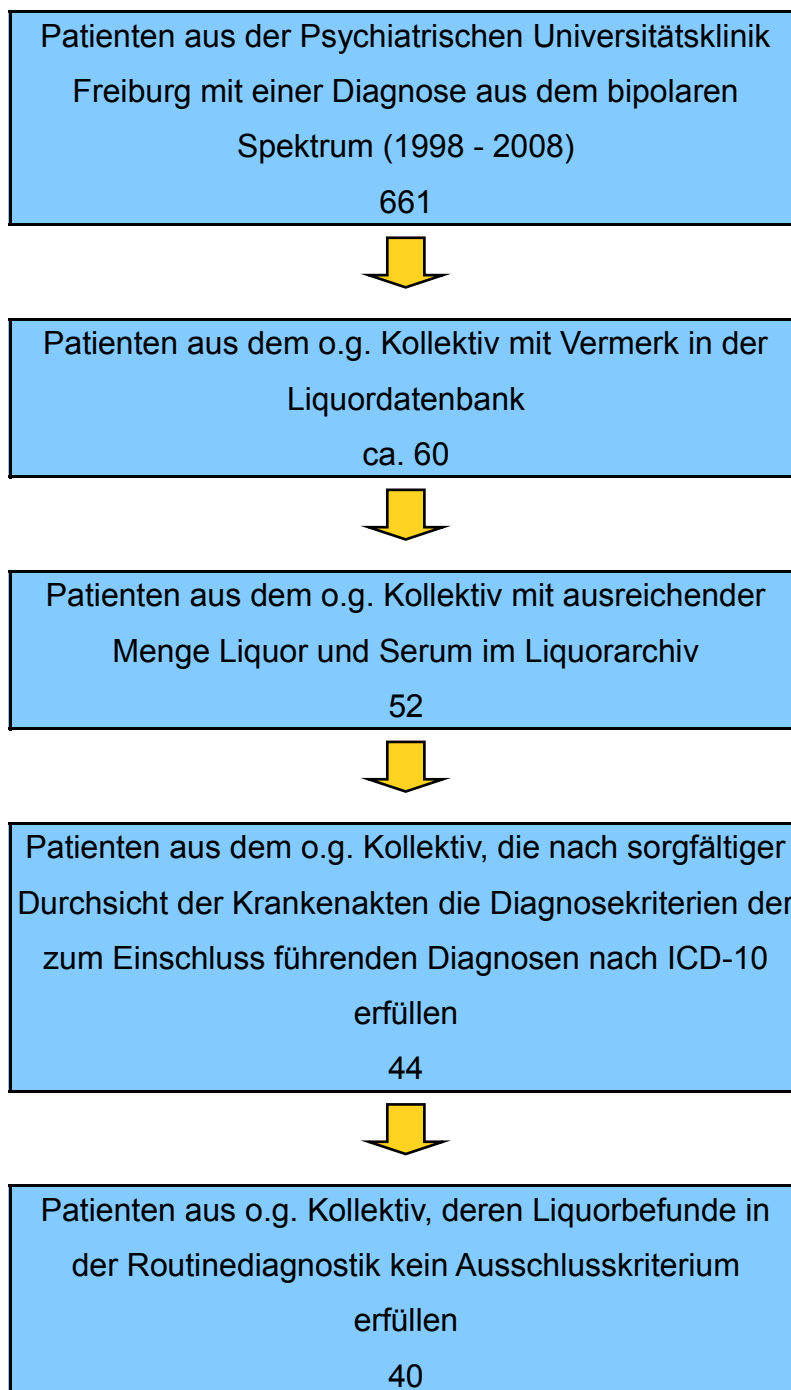 Patienten aus der Psychiatrischen Universitätsklinik
Freiburg mit einer Diagnose aus dem bipolaren
Spektrum (1998 - 2008)
661
Patienten aus dem o.g. Kollektiv mit Vermerk in der
Liquordatenbank
ca. 60
Patienten aus dem o.g. Kollektiv mit ausreichender
Menge Liquor und Serum im Liquorarchiv
52
Patienten aus dem o.g. Kollektiv, die nach sorgfältiger
Durchsicht der Krankenakten die Diagnosekriterien der
zum Einschluss führenden Diagnosen nach ICD-10
erfüllen
44
Patienten aus o.g. Kollektiv, deren Liquorbefunde in
der Routinediagnostik kein Ausschlusskriterium
erfüllen
40